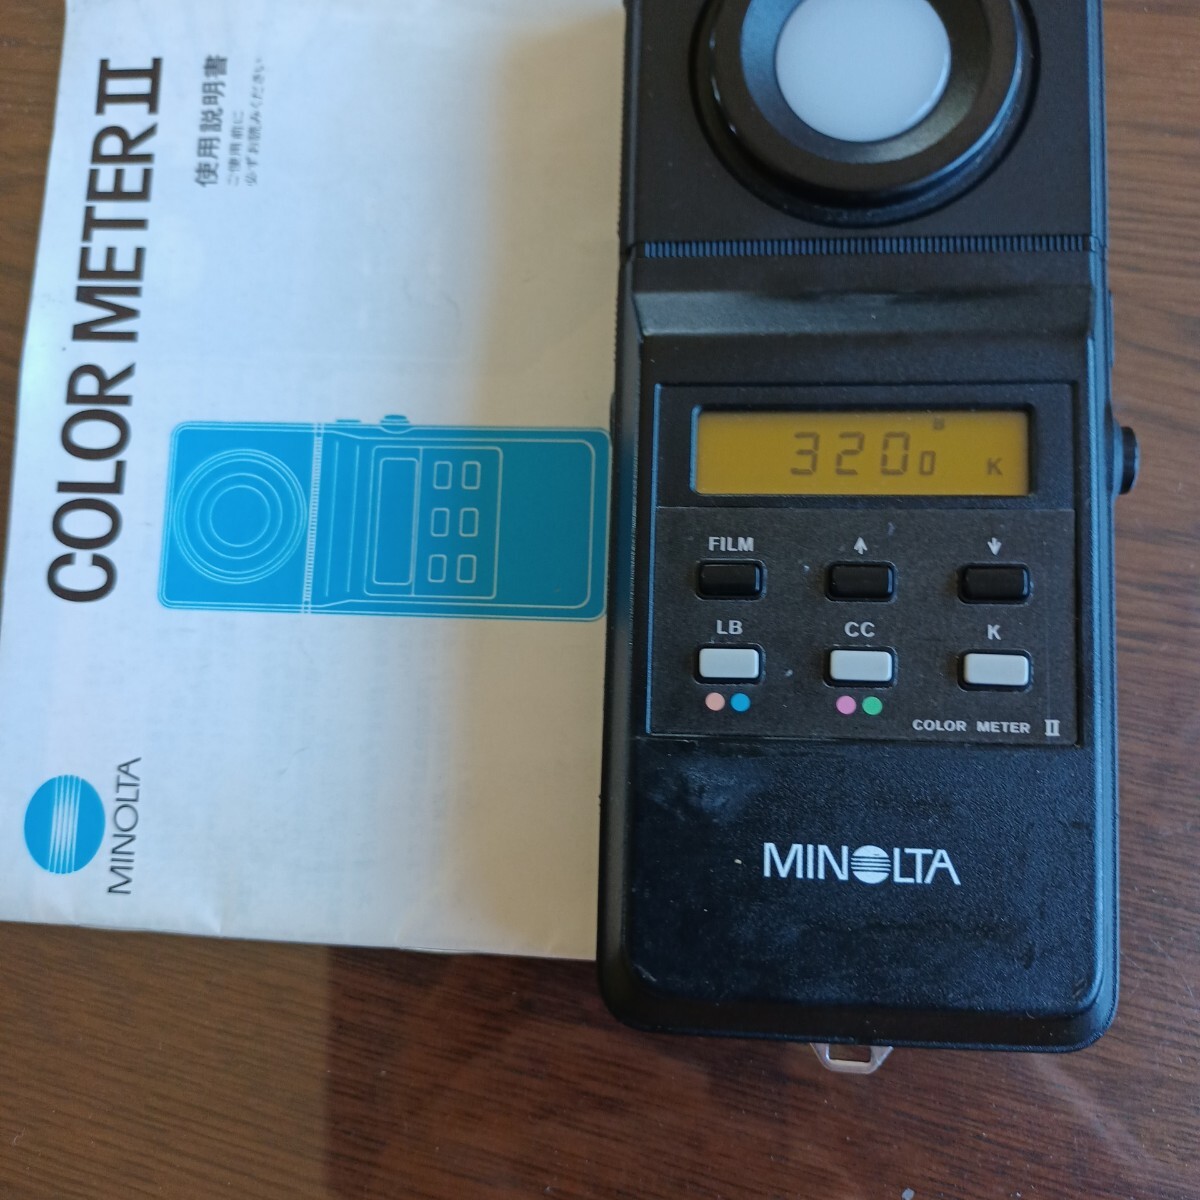 COLOR METER II
使用説明書
ご使用前に
必ずお読みください
MINOLTA
3200 K
FILM
LB CC K
COLOR METER II
MINOLTA